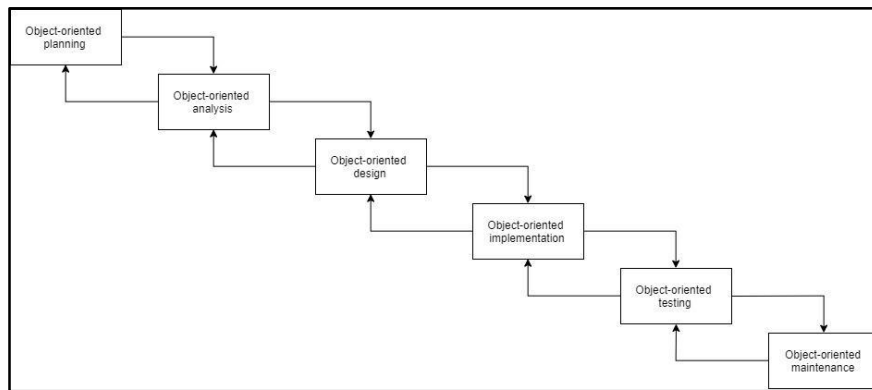 Object-oriented
planning
Object-oriented
analysis
Object-oriented
design
Object-oriented
implementation
Object-oriented
testing
Object-oriented
maintenance